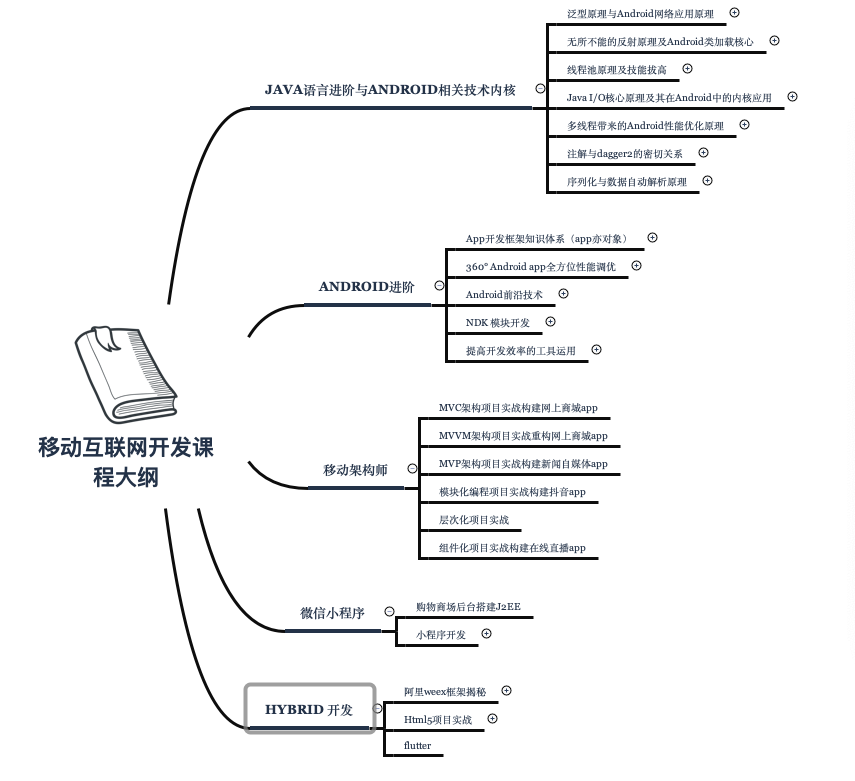 移动互联网开发课
程大纲
JAVA语言进阶与ANDROID相关技术内核
泛型原理与Android网络应用原理
无所不能的反射原理及Android类加载核心
线程池原理及技能拔高
Java I/O核心原理及其在Android中的内核应用
多线程带来的Android性能优化原理
注解与dagger2的密切关系
序列化与数据自动解析原理
ANDROID进阶
App开发框架知识体系（app亦对象）
360° Android app全方位性能调优
Android前沿技术
NDK 模块开发
提高开发效率的工具运用
移动架构师
MVC架构项目实战构建网上商城app
MVVM架构项目实战重构网上商城app
MVP架构项目实战构建新闻自媒体app
模块化编程项目实战构建抖音app
层次化项目实战
组件化项目实战构建在线直播app
微信小程序
购物商场后台搭建J2EE
小程序开发
HYBRID 开发
阿里weex框架揭秘
Html5项目实战
flutter